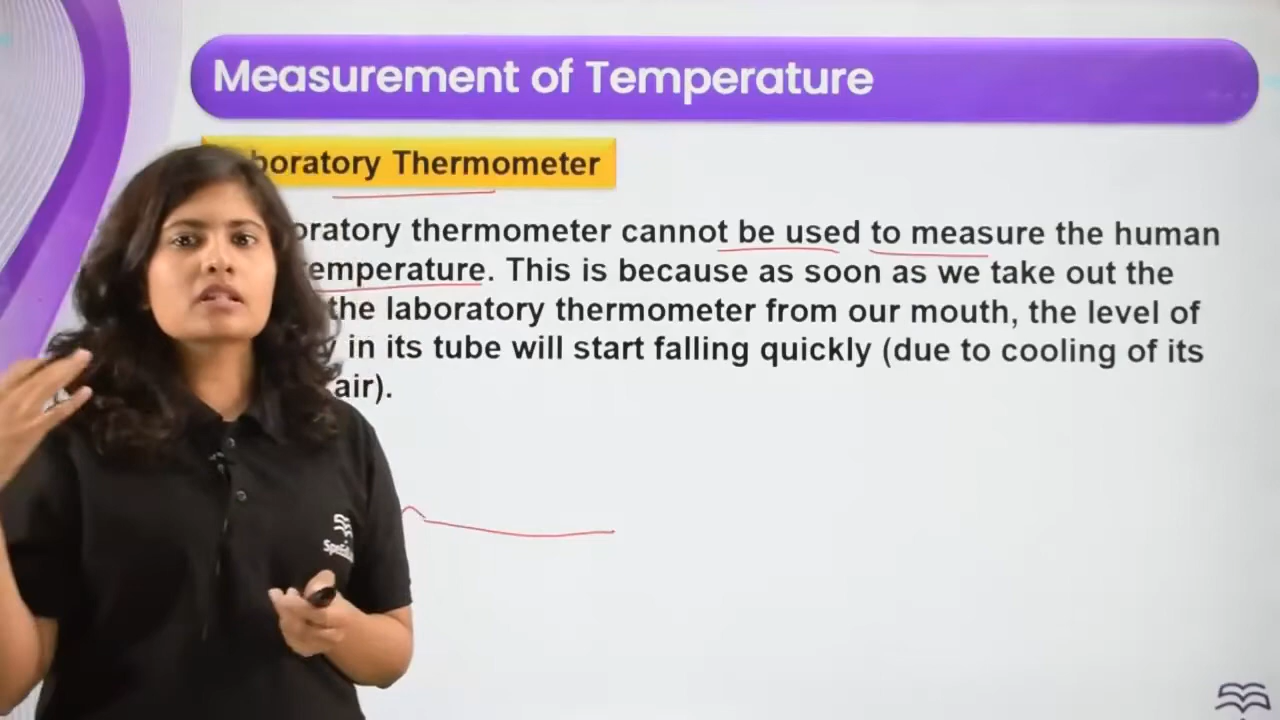 Measurement of Temperature
boratory Thermometer
oratory thermometer cannot be used to measure the human
emperature. This is because as soon as we take out the
the laboratory thermometer from our mouth, the level of
y in its tube will start falling quickly (due to cooling of its
air).